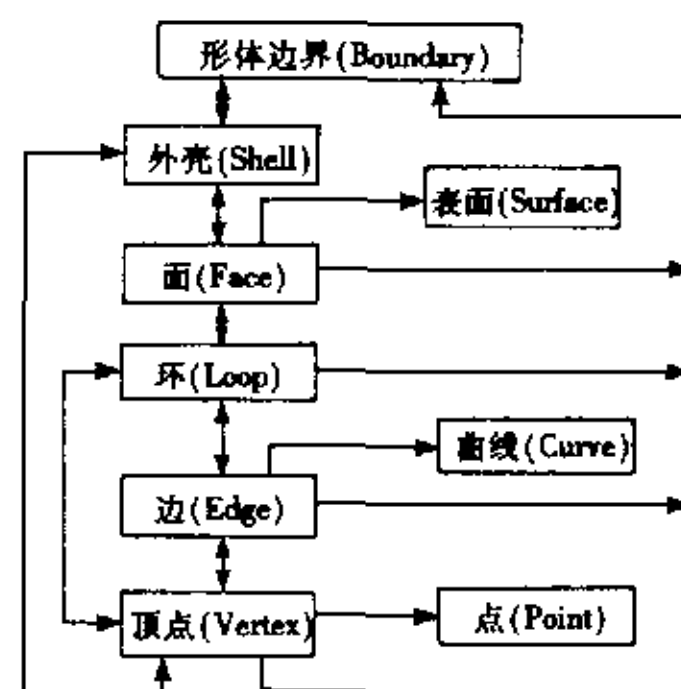 形体边界(Boundary)
外壳(Shell)
表面(Surface)
面(Face)
环(Loop)
曲线(Curve)
边(Edge)
顶点(Vertex)
点(Point)